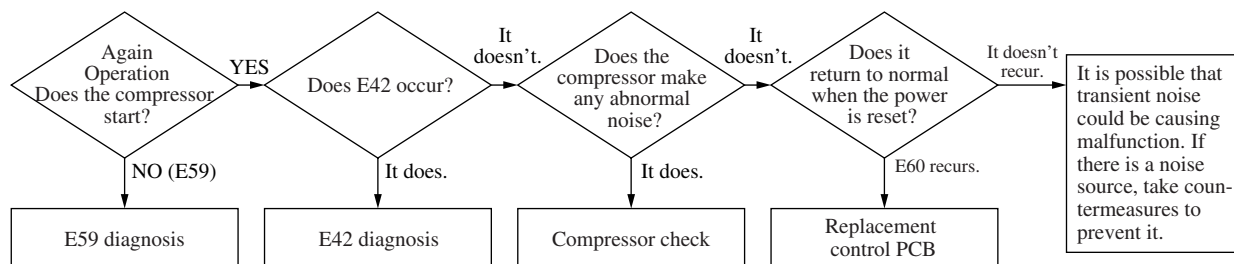 Again
Operation
Does the compressor
start?
YES
NO (E59)
E59 diagnosis
Does E42 occur?
It
doesn't.
It does.
E42 diagnosis
Does the
compressor make
any abnormal
noise?
It
doesn't.
It does.
Compressor check
Does it
return to normal
when the power
is reset?
It doesn't
recur.
E60 recurs.
Replacement
control PCB
It is possible that
transient noise
could be causing
malfunction. If
there is a noise
source, take coun-
termeasures to
prevent it.